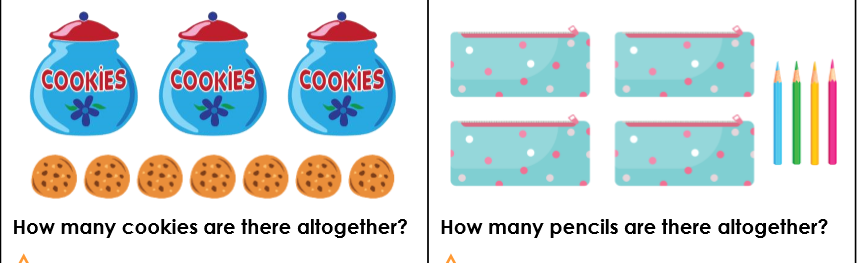 COOKiES COOKiES COOKiES
How many cookies are there altogether?
How many pencils are there altogether?